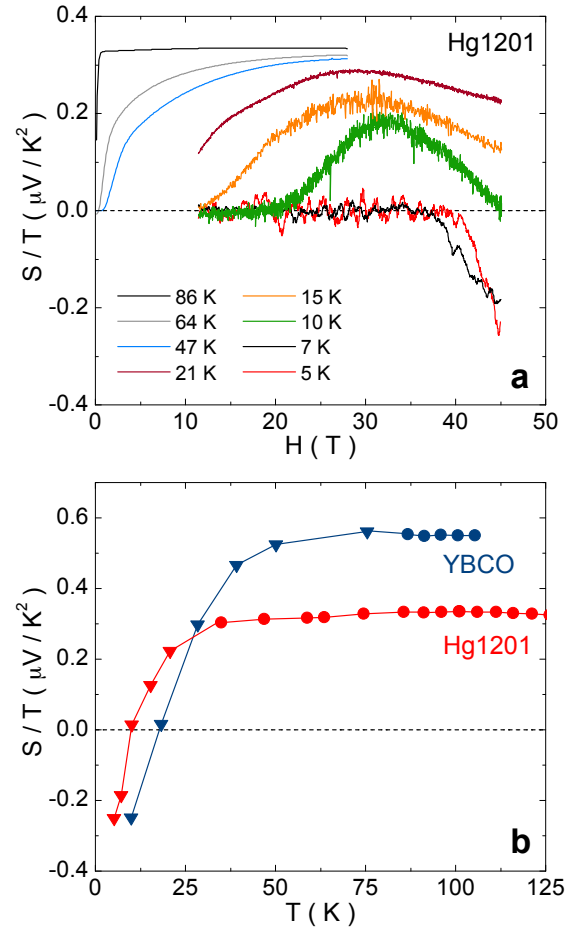 0.4
Hg1201
0.2
0.0
-0.2
-0.4
S / T ( μV / K2 )
86 K
15 K
64 K
10 K
47 K
7 K
21 K
5 K
a
0
10
20
30
40
50
H ( T )
0.6
YBCO
0.4
Hg1201
0.2
0.0
-0.2
-0.4
S / T ( μV / K2 )
b
0
25
50
75
100
125
T ( K )